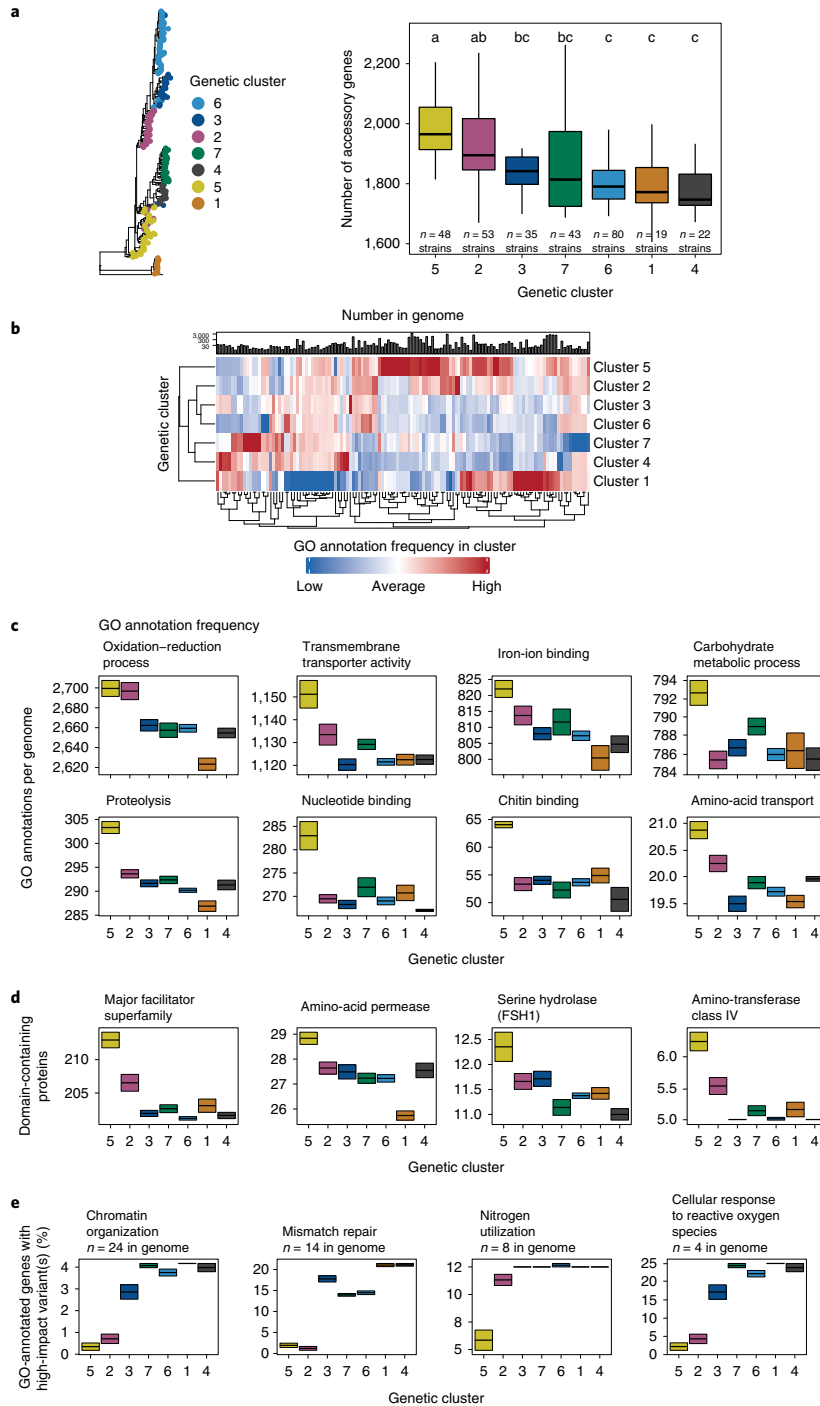 a
Genetic cluster
6
3
2
7
4
5
1
Number of accessory genes
2,200
2,000
1,800
1,600
a ab bc bc c c c
n = 48 n = 53 n = 35 n = 43 n = 80 n = 19 n = 22
strains strains strains strains strains strains strains
5 2 3 7 6 1 4
Genetic cluster
b
Number in genome
3,000
300
30
Genetic cluster
Cluster 5
Cluster 2
Cluster 3
Cluster 6
Cluster 7
Cluster 4
Cluster 1
GO annotation frequency in cluster
Low Average High
c
GO annotation frequency
GO annotations per genome
Oxidation–reduction
process
2,700
2,680
2,660
2,640
2,620
Transmembrane
transporter activity
1,150
1,140
1,130
1,120
Iron-ion binding
825
820
815
810
805
800
Carbohydrate
metabolic process
794
792
790
788
786
784
Proteolysis
305
300
295
290
285
5 2 3 7 6 1 4
Nucleotide binding
285
280
275
270
5 2 3 7 6 1 4
Chitin binding
65
60
55
50
5 2 3 7 6 1 4
Amino-acid transport
21.0
20.5
20.0
19.5
5 2 3 7 6 1 4
Genetic cluster
d
Domain-containing
proteins
Major facilitator
superfamily
210
205
5 2 3 7 6 1 4
Amino-acid permease
29
28
27
26
5 2 3 7 6 1 4
Serine hydrolase
(FSH1)
12.5
12.0
11.5
11.0
5 2 3 7 6 1 4
Amino-transferase
class IV
6.0
5.5
5.0
5 2 3 7 6 1 4
Genetic cluster
e
GO-annotated genes with
high-impact variant(s) (%)
Chromatin
organization
n = 24 in genome
4
3
2
1
0
5 2 3 7 6 1 4
Mismatch repair
n = 14 in genome
20
15
10
5
0
5 2 3 7 6 1 4
Nitrogen
utilization
n = 8 in genome
12
10
8
5
5 2 3 7 6 1 4
Cellular response
to reactive oxygen
species
n = 4 in genome
25
20
15
10
5
0
5 2 3 7 6 1 4
Genetic cluster